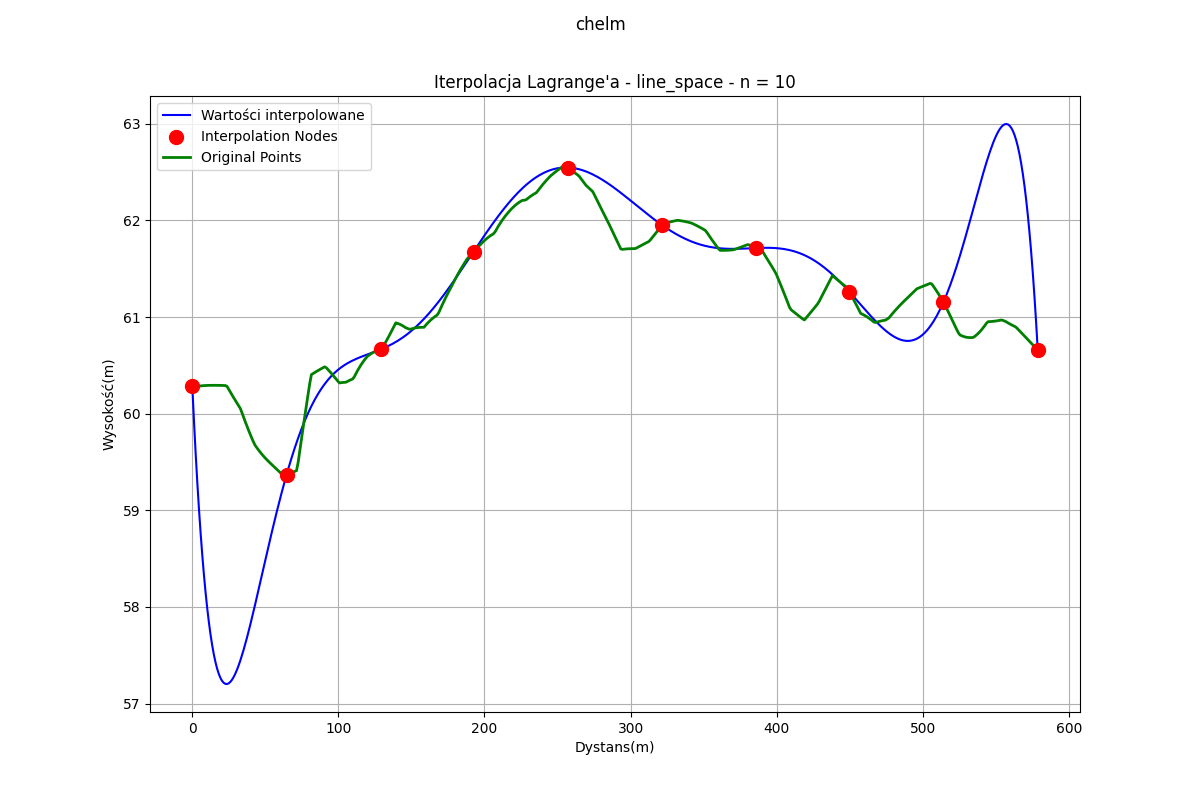 chelm
Iterpolacja Lagrange'a - line_space - n = 10
Wartości interpolowane
Interpolation Nodes
Original Points
63
62
61
60
59
58
57
Wysokość(m)
0 100 200 300 400 500 600
Dystans(m)